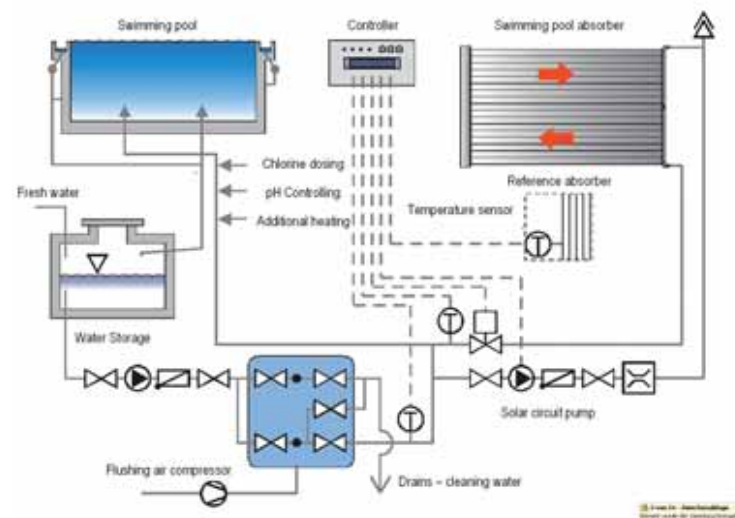 Swimming pool
Controller
Swimming pool absorber
Chlorine dosing
Fresh water
pH Controlling
Reference absorber
Temperature sensor
Additional heating
T
Water Storage
T
T
Solar circuit pump
Flushing air compressor
Drains – cleaning water